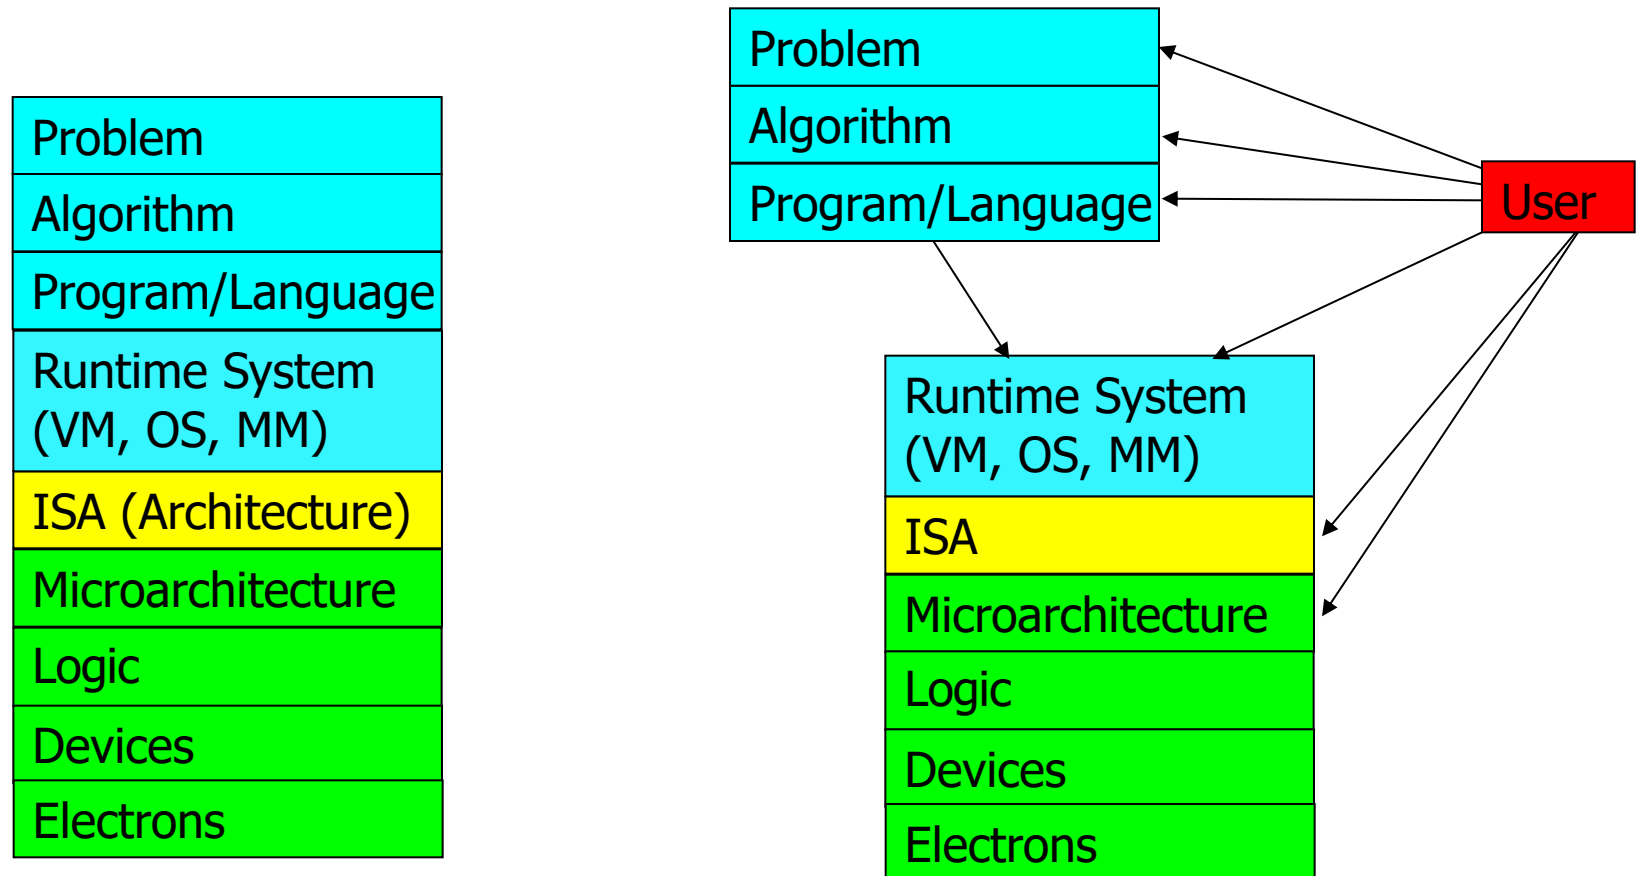 Problem
Algorithm
Program/Language
Runtime System
(VM, OS, MM)
ISA (Architecture)
Microarchitecture
Logic
Devices
Electrons
Problem
Algorithm
Program/Language
User
Runtime System
(VM, OS, MM)
ISA
Microarchitecture
Logic
Devices
Electrons